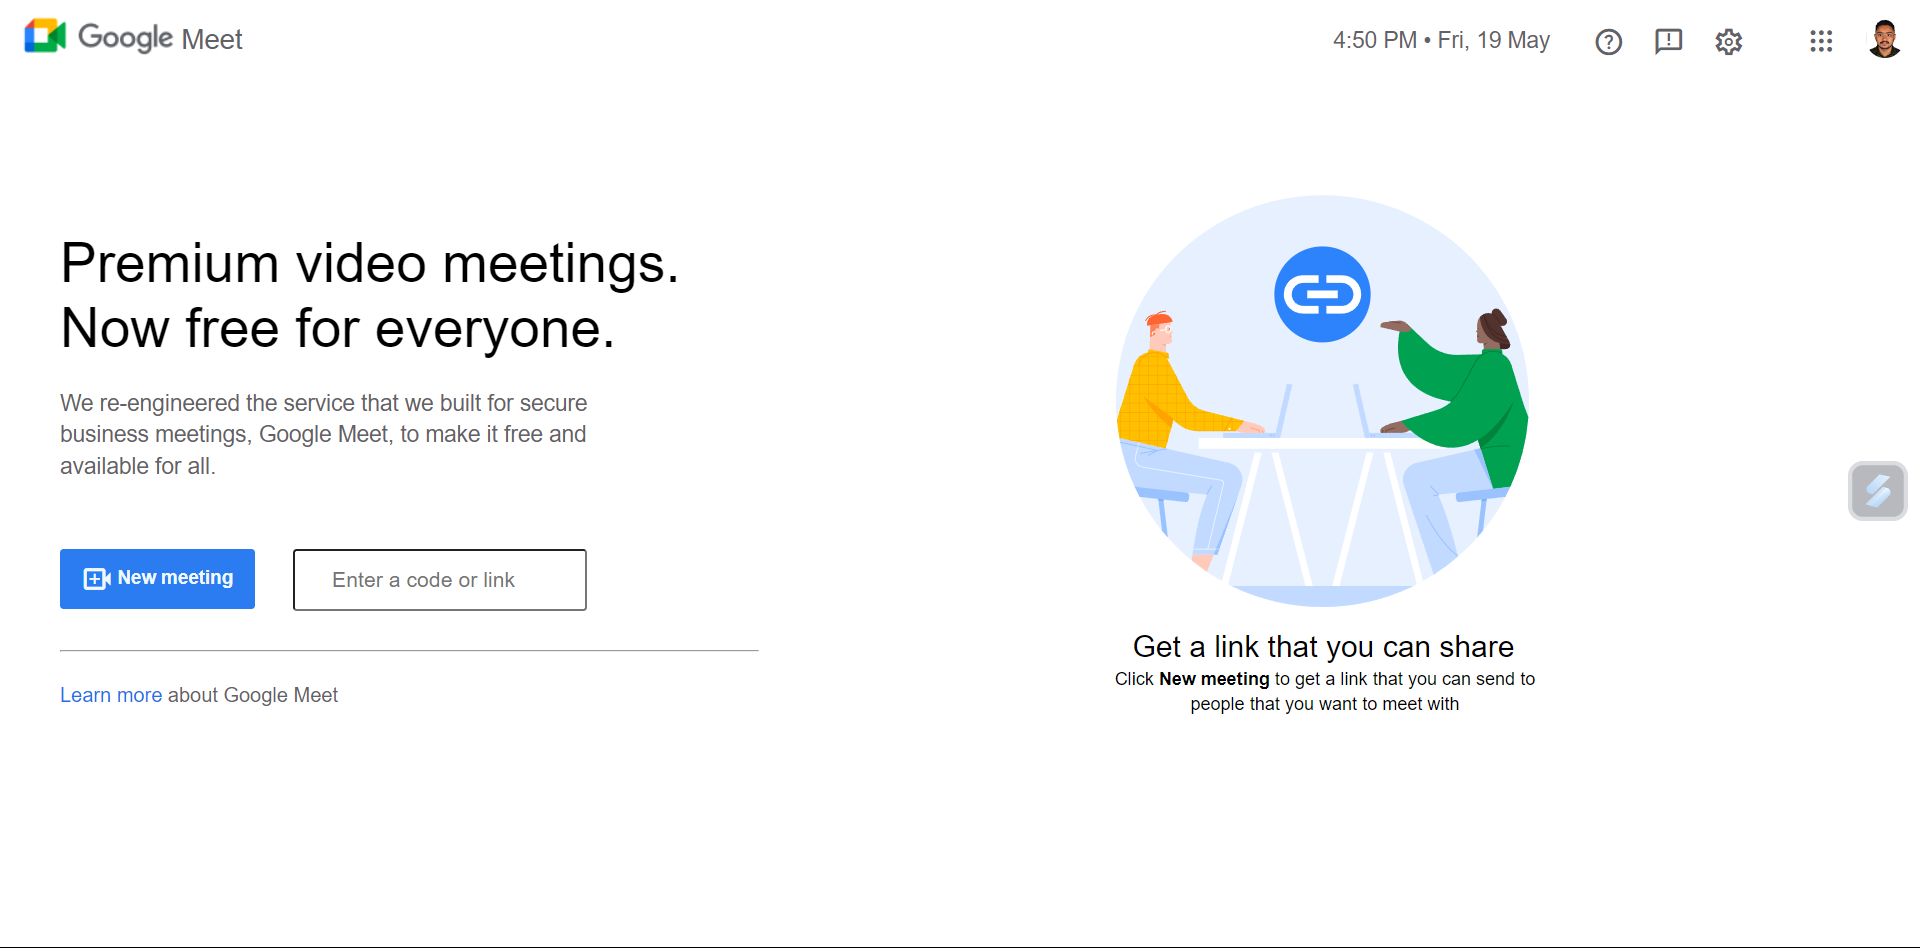 Google Meet
4:50 PM • Fri, 19 May
Premium video meetings.
Now free for everyone.
We re-engineered the service that we built for secure
business meetings, Google Meet, to make it free and
available for all.
New meeting
Enter a code or link
Learn more about Google Meet
Get a link that you can share
Click New meeting to get a link that you can send to
people that you want to meet with